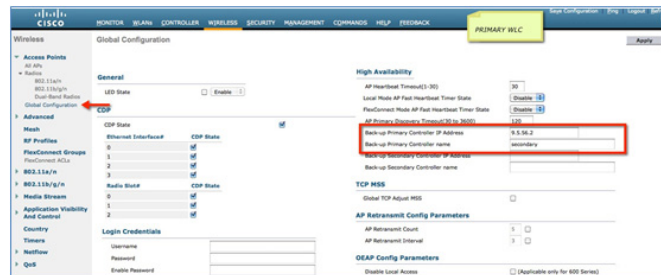 Save Configuration | Ping | Logout
CISCO
MONITOR WLANs CONTROLLER WIRELESS SECURITY MANAGEMENT COMMANDS HELP FEEDBACK
PRIMARY WLC
Wireless
Global Configuration
Apply
Access Points
All APs
Radios
802.11a/n
802.11b/g/n
Dual-Band Radios
Global Configuration
Advanced
Mesh
RF Profiles
FlexConnect Groups
FlexConnect ACLs
802.11a/n
802.11b/g/n
Media Stream
Application Visibility
And Control
Country
Timers
Netflow
QoS
General
LED State Enable
CDP
CDP State
Ethernet Interface# CDP State
0
1
2
3
Radio Slot# CDP State
0
1
2
Login Credentials
Username
Password
Enable Password
High Availability
AP Heartbeat Timeout(1-30) 30
Local Mode AP Fast Heartbeat Timer State Disable
FlexConnect Mode AP Fast Heartbeat Timer State Disable
AP Primary Discovery Timeout(30 to 3600) 120
Back-up Primary Controller IP Address 9.5.56.2
Back-up Primary Controller name secondary
Back-up Secondary Controller IP Address
Back-up Secondary Controller name
TCP MSS
Global TCP Adjust MSS
AP Retransmit Config Parameters
AP Retransmit Count 5
AP Retransmit Interval 3
OEAP Config Parameters
Disable Local Access (Applicable only for 600 Series)